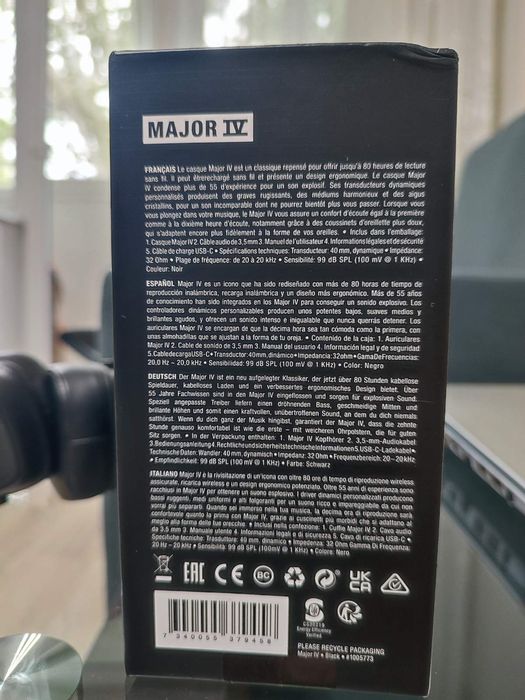 MAJOR IV
FRANÇAIS Le casque Major IV est un classique repensé pour offrir jusqu'à 80 heures de lecture
sans fil. Il peut êtrerechargé sans fil et présente un design ergonomique. Le casque Major
IV condense plus de 55 d'expérience pour un son explosif. Ses transducteurs dynamiques
personnalisés produisent des graves rugissants, des médiums harmonieux et des aigus
cristallins, pour un son incomparable dont ne pourrez bientôt plus vous passer. Lorsque vous
vous plongez dans votre musique, le Major IV vous assure un confort d'écoute égal à la première
comme à la dixième heure d'écoute, notamment grâce à des coussinets d'oreillette plus doux,
qui s'adaptent encore plus fidèlement à la forme de vos oreilles. • Inclus dans l'emballage:
1. Casque Major IV 2. Câble audio de 3,5 mm 3. Manuel de l'utilisateur 4. Informations légales et de sécurité
5. Câble de charge USB-C • Spécifications techniques: Transducteur: 40 mm, dynamique • Impédance:
32 Ohm • Plage de fréquence: de 20 à 20 kHz • Sensibilité: 99 dB SPL (100 mV @ 1 KHz) •
Couleur: Noir
ESPAÑOL Major IV es un icono que ha sido rediseñado con más de 80 horas de tiempo de
reproducción inalámbrica, recarga inalámbrica y un diseño más ergonómico. Más de 55 años
de conocimiento han sido integrados en los Major IV para conseguir un sonido explosivo. Los
controladores dinámicos personalizados producen unos potentes bajos, suaves medios y
brillantes agudos, y ofrecen un sonido intenso e inigualable que nunca querrás detener. Los
auriculares Major IV se encargan de que la décima hora sea tan cómoda como la primera, con
unas almohadillas que se ajustan a la forma de tu oreja. • Contenido de la caja: 1. Auriculares
Major IV 2. Cable de sonido de 3,5 mm 3. Manual del usuario 4. Información legal y de seguridad
5.CabledecargaUSB-C•Transductor:40mm,dinámico•Impedancia:32ohm•GamaDeFrecuencias:
20,0 Hz – 20,0 kHz • Sensibilidad: 99 dB SPL (100 mV @ 1 KHz) • Color: Negro
DEUTSCH Der Major IV ist ein neu aufgelegter Klassiker, der jetzt über 80 Stunden kabellose
Spieldauer, kabelloses Laden und ein verbessertes ergonomisches Design bietet. Über
55 Jahre Fachwissen sind in den Major IV eingeflossen und sorgen für explosiven Sound.
Speziell angepasste Treiber liefern einen dröhnenden Bass, geschmeidige Mitten und
brillante Höhen und somit einen kraftvollen, unübertroffenen Sound, an dem du dich niemals
satthörst. Wenn du dich ganz der Musik hingibst, garantiert der Major IV, dass die zehnte
Stunde genauso komfortabel ist wie die erste – mit weicheren Ohrpolstern, die für guten
Sitz sorgen. • In der Verpackung enthalten: 1. Major IV Kopfhörer 2. 3,5-mm-Audiokabel
3.Bedienungsanleitung4.RechtlicheundsicherheitstechnischeInformationen5.USB-C-Ladekabel•
Technische Daten: Wandler: 40 mm, dynamisch • Impedanz: 32 Ohm • Frequenzbereich: 20–20 kHz
• Empfindlichkeit: 99 dB SPL (100 mV @ 1 KHz) • Farbe: Schwarz
ITALIANO Major IV è la rivisitazione di un'icona con oltre 80 ore di tempo di riproduzione wireless
assicurate, ricarica wireless e un design ergonomico potenziato. Oltre 55 anni di esperienza sono
racchiusi in Major IV per ottenere un suono esplosivo. I driver dinamici personalizzati producono
bassi ruggenti, medi uniformi e alti folgoranti per un suono ricco e impareggiabile da cui non
vorrai più separarti. Quando sei immerso nella tua musica, la decima ora di riproduzione sarà
confortevole quanto la prima con Major IV, grazie ai cuscinetti più morbidi che si adattano al
meglio alla forma delle tue orecchie. • Inclusi nella confezione: 1. Cuffie Major IV 2. Cavo audio
da 3,5 mm 3. Manuale utente 4. Informazioni legali e di sicurezza 5. Cavo di ricarica USB-C •
Specifiche tecniche: Trasduttore: 40 mm. dinamico • Impedenza: 32 Ohm Gamma Di Frequenza:
20 Hz – 20 kHz • Sensibilità: 99 dB SPL (100mV @ 1 KHz) • Colore: Nero
EAC CE BC UK CA
CG30319
Energy Efficiency
Verified
7 340055 379458
PLEASE RECYCLE PACKAGING
Major IV • Black • #1005773